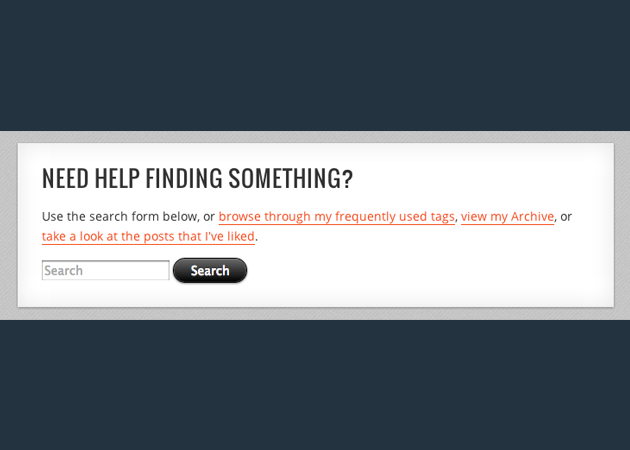 NEED HELP FINDING SOMETHING?
Use the search form below, or browse through my frequently used tags, view my Archive, or
take a look at the posts that I've liked.
Search Search